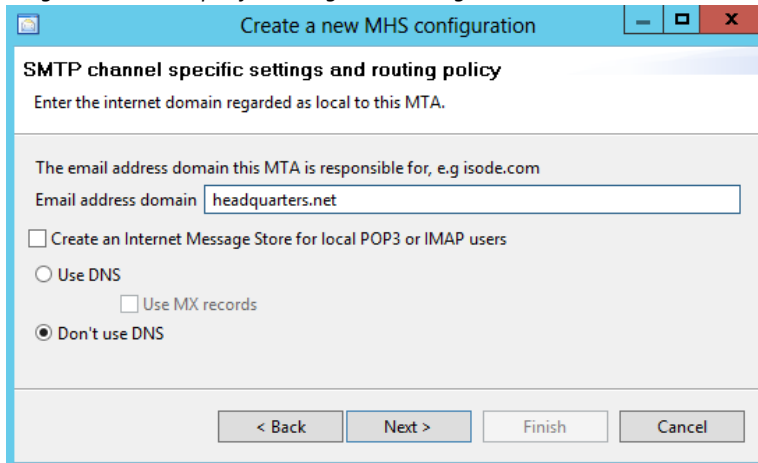 Create a new MHS configuration
SMTP channel specific settings and routing policy
Enter the internet domain regarded as local to this MTA.
The email address domain this MTA is responsible for, e.g isode.com
Email address domain headquarters.net
Create an Internet Message Store for local POP3 or IMAP users
Use DNS
Use MX records
Don't use DNS
< Back Next > Finish Cancel